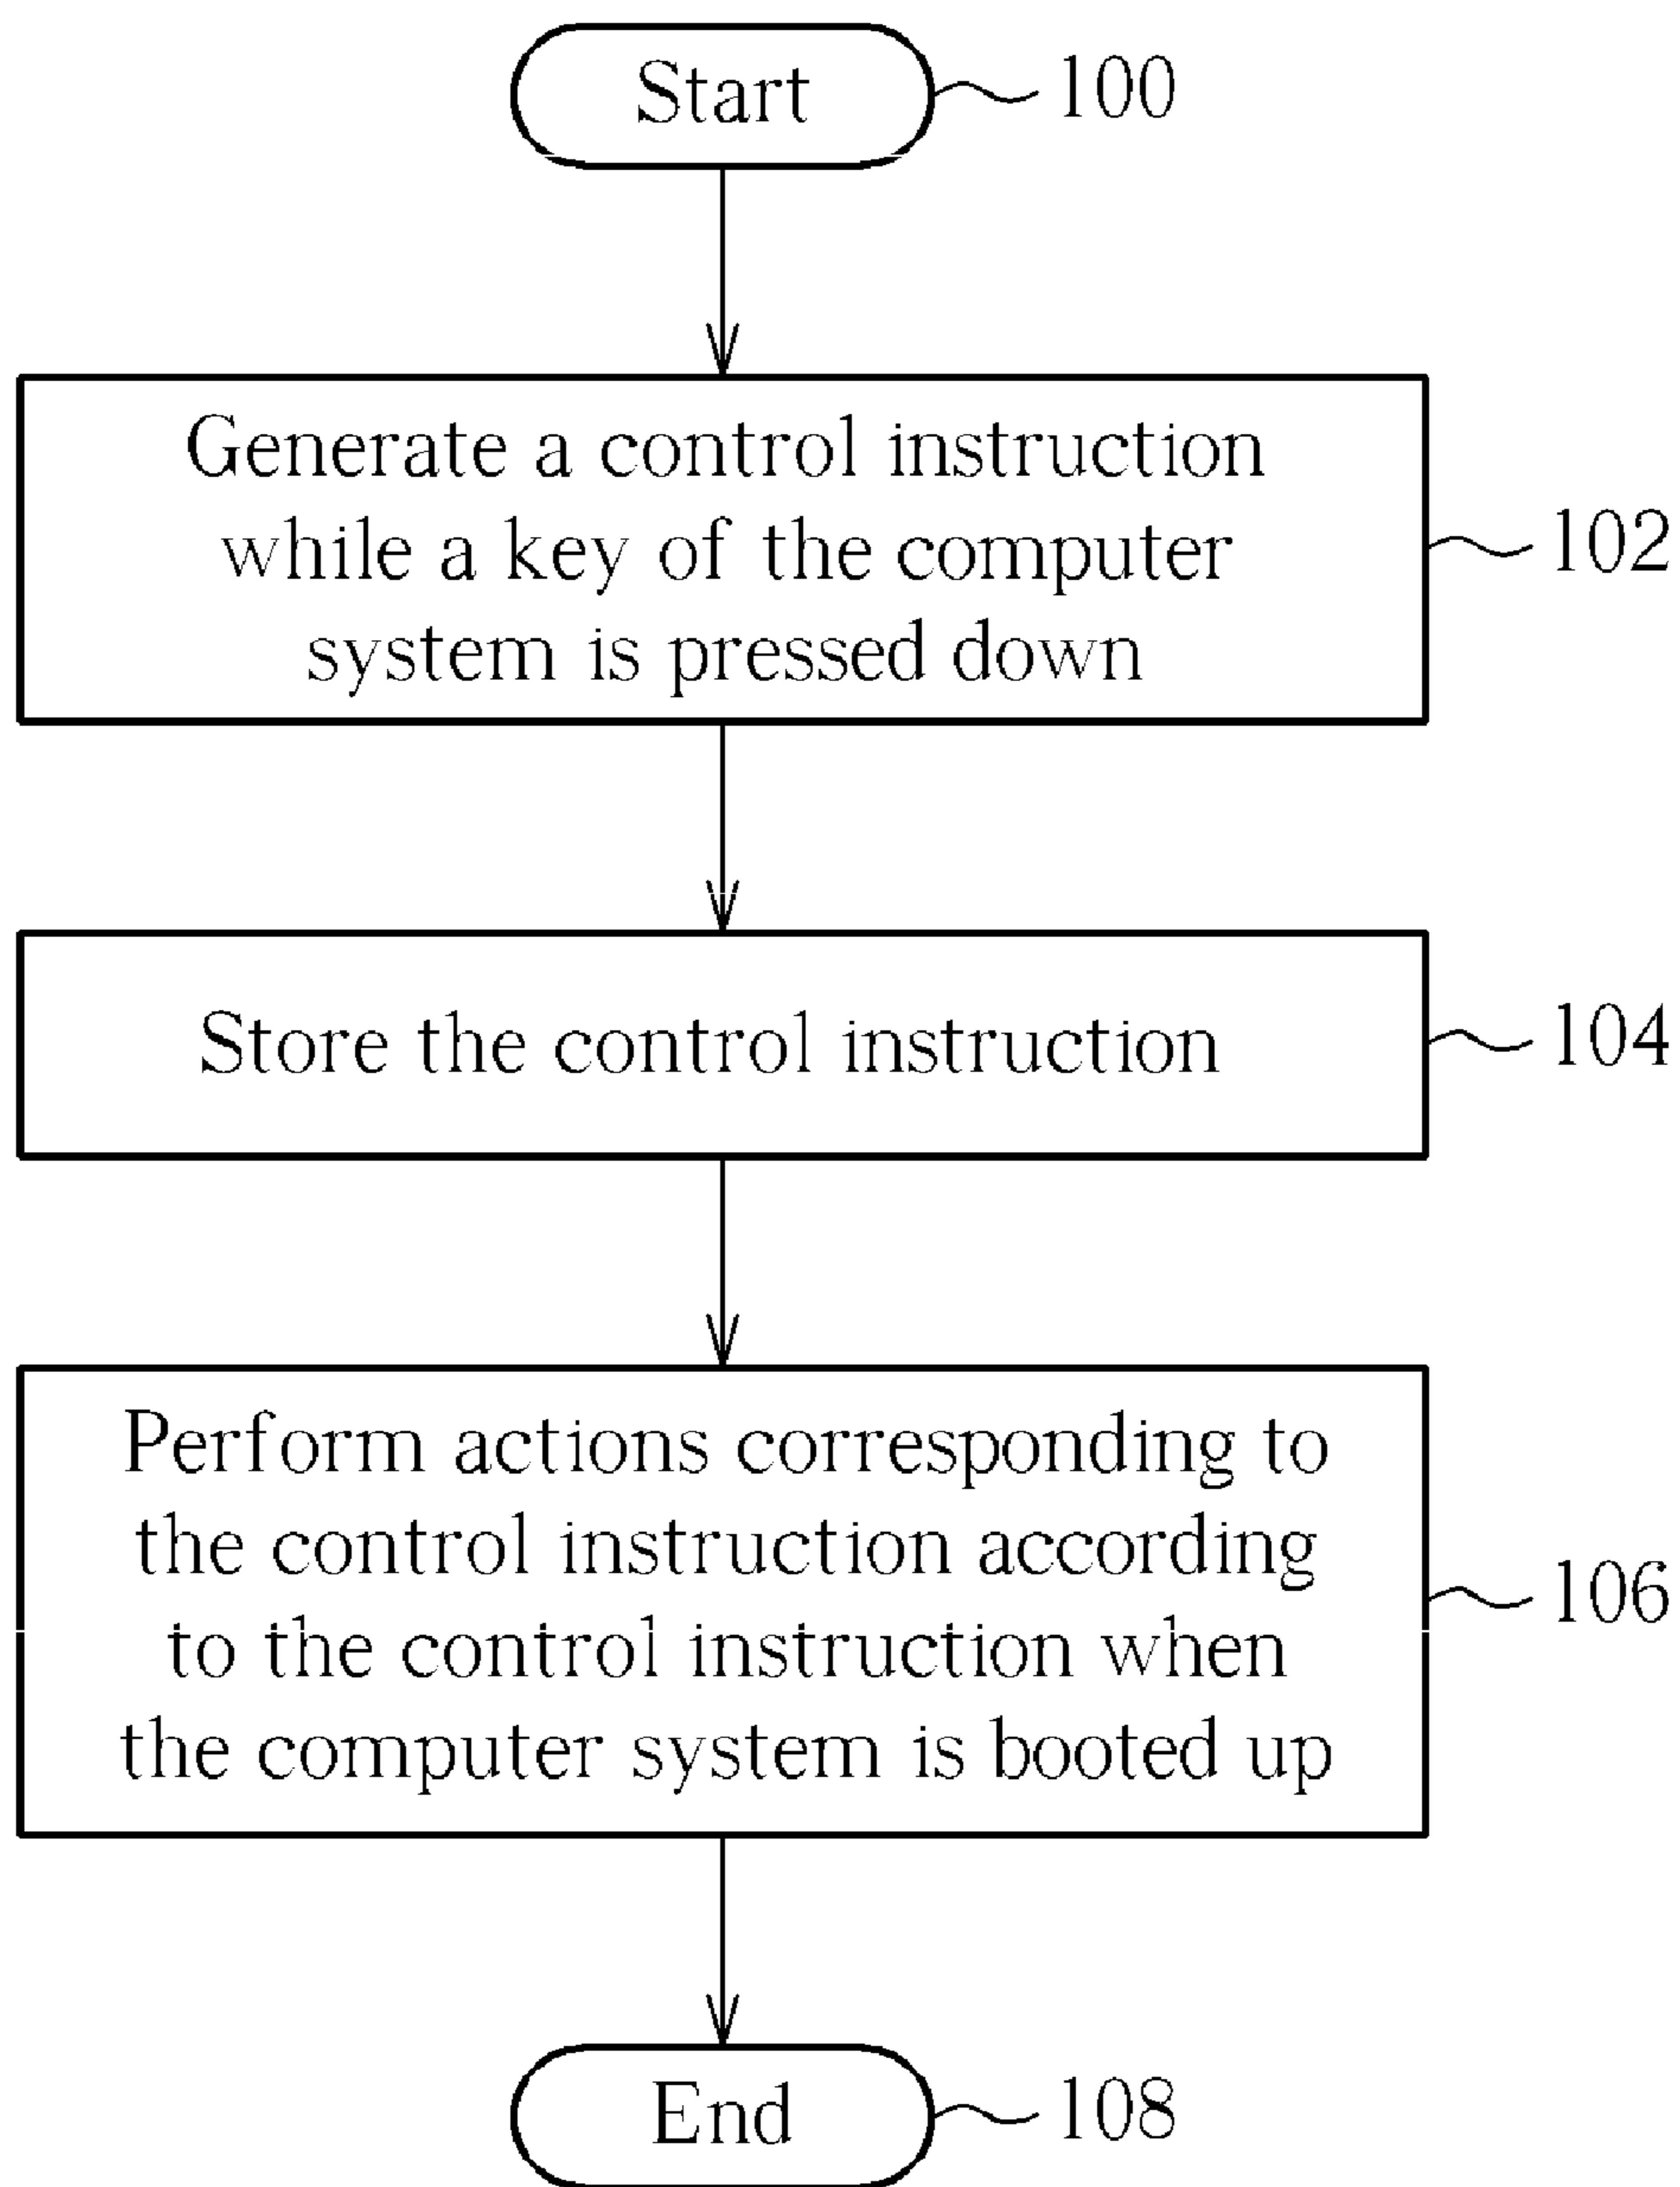 Start
100
Generate a control instruction
while a key of the computer
system is pressed down
102
Store the control instruction
104
Perform actions corresponding to
the control instruction according
to the control instruction when
the computer system is booted up
106
End
108